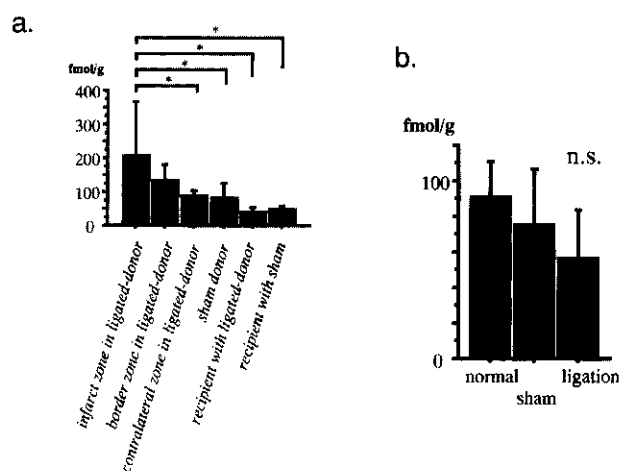 a.
*
*
*
*
fmol/g
400
300
200
100
0
infarct zone in ligated-donor
border zone in ligated-donor
contralateral zone in ligated-donor
sham donor
recipient with ligated-donor
recipient with sham
b.
fmol/g
n.s.
100
0
normal
sham
ligation